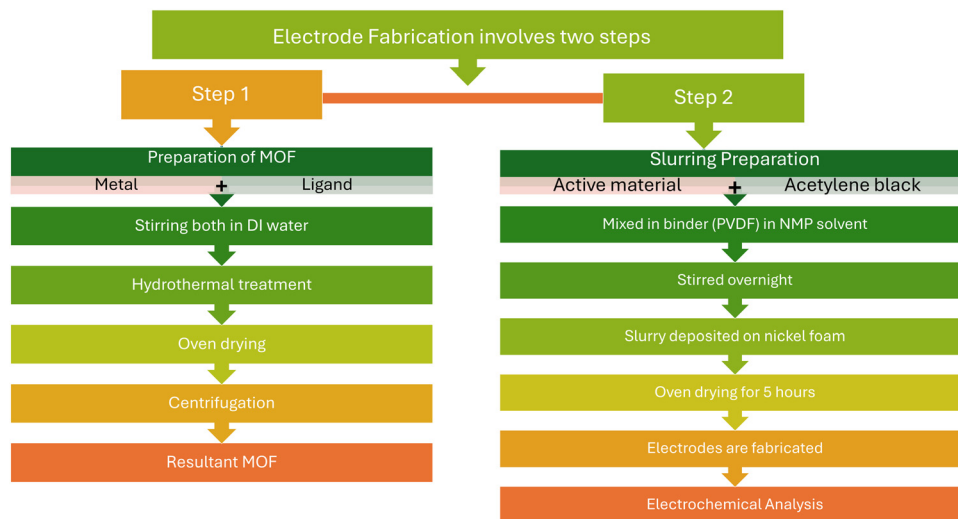 Electrode Fabrication involves two steps
Step 1
Preparation of MOF
Metal + Ligand
Stirring both in DI water
Hydrothermal treatment
Oven drying
Centrifugation
Resultant MOF
Step 2
Slurring Preparation
Active material + Acetylene black
Mixed in binder (PVDF) in NMP solvent
Stirred overnight
Slurry deposited on nickel foam
Oven drying for 5 hours
Electrodes are fabricated
Electrochemical Analysis